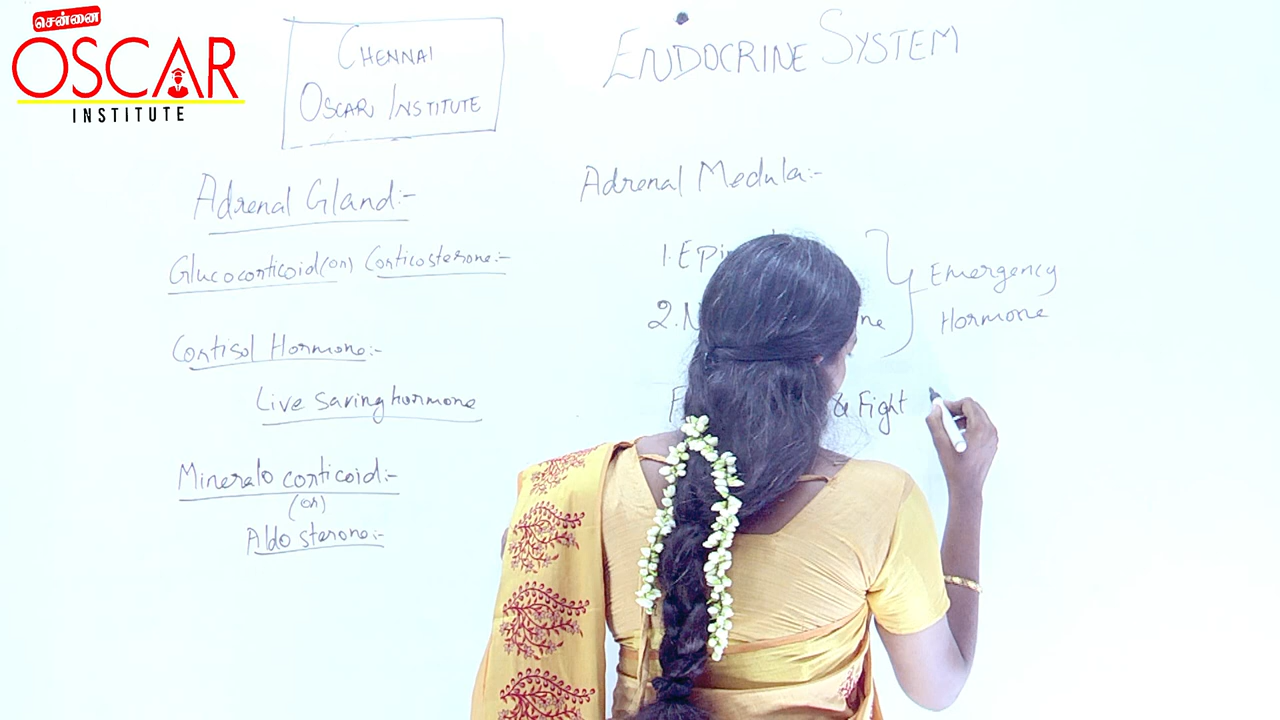 சென்னை
OSCAR
INSTITUTE
CHENNAI
OSCAR INSTITUTE
ENDOCRINE SYSTEM
Adrenal Gland:-
Glucocorticoid (or) Corticosterone:-
Cortisol Hormone:-
Live Saving hormone
Mineralo corticoid:-
(or)
Aldo sterone:-
Adrenal Medula:-
1. Epi
2. N
Emergency
Hormone
& Fight